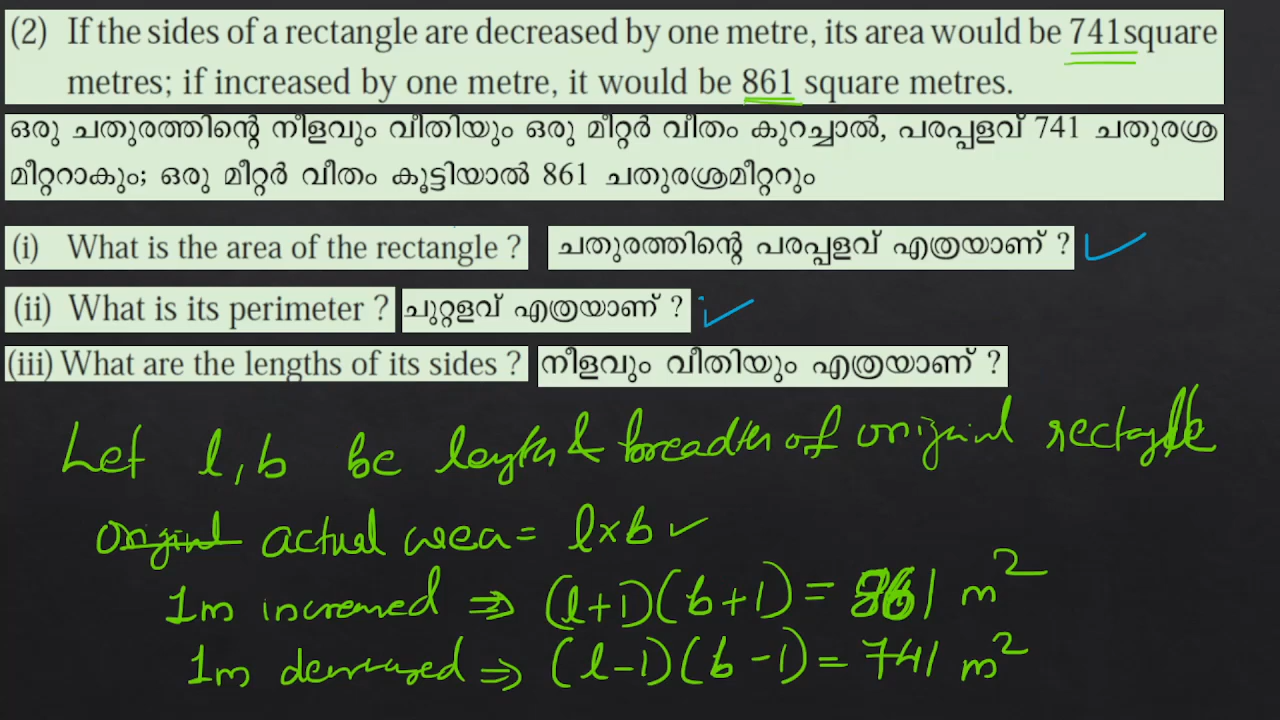 (2) If the sides of a rectangle are decreased by one metre, its area would be 741square
metres; if increased by one metre, it would be 861 square metres.
ഒരു ചതുരത്തിന്റെ നീളവും വീതിയും ഒരു മീറ്റർ വീതം കുറച്ചാൽ, പരപ്പളവ് 741 ചതുരശ്ര
മീറ്ററാകും; ഒരു മീറ്റർ വീതം കൂട്ടിയാൽ 861 ചതുരശ്രമീറ്ററും
(i) What is the area of the rectangle ? ചതുരത്തിന്റെ പരപ്പളവ് എത്രയാണ് ?
(ii) What is its perimeter ? ചുറ്റളവ് എത്രയാണ് ?
(iii) What are the lengths of its sides ? നീളവും വീതിയും എത്രയാണ് ?
Let l, b be length & breadth of original rectangle
actual area = l×b ✓
1m increased ⇒ (l+1)(b+1) = 861 m²
1m decreased ⇒ (l-1)(b-1) = 741 m²